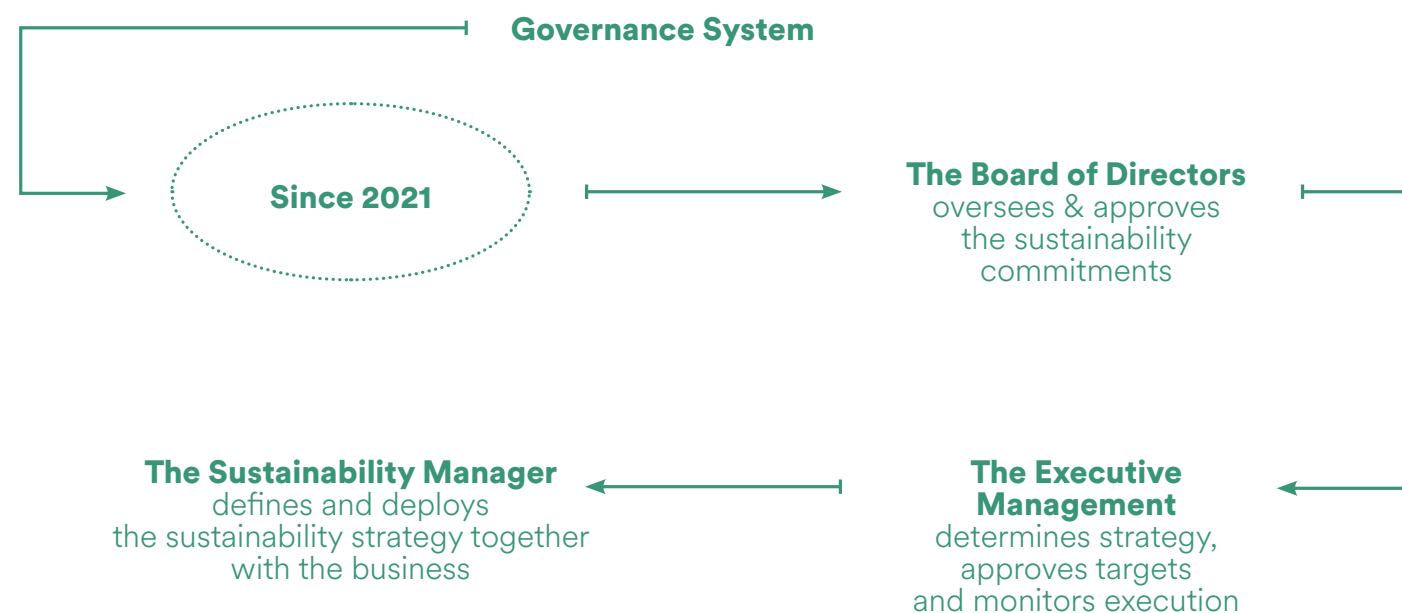 Governance System
Since 2021
The Board of Directors
oversees & approves
the sustainability
commitments
The Executive
Management
determines strategy,
approves targets
and monitors execution
The Sustainability Manager
defines and deploys
the sustainability strategy together
with the business